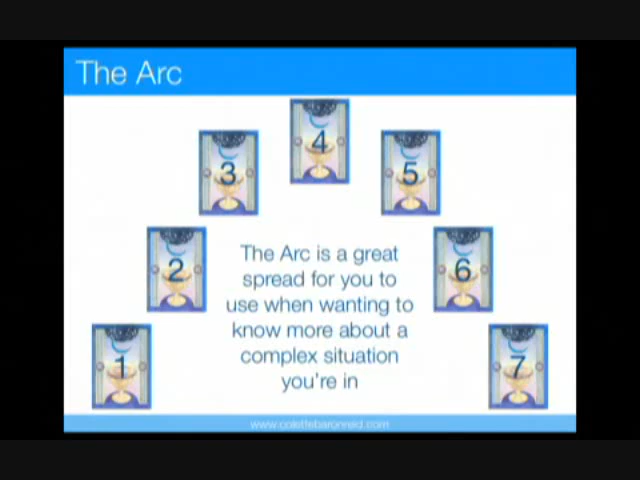 The Arc
4
3
5
2
6
1
7
The Arc is a great
spread for you to
use when wanting to
know more about a
complex situation
you're in
www.colettebaronreid.com